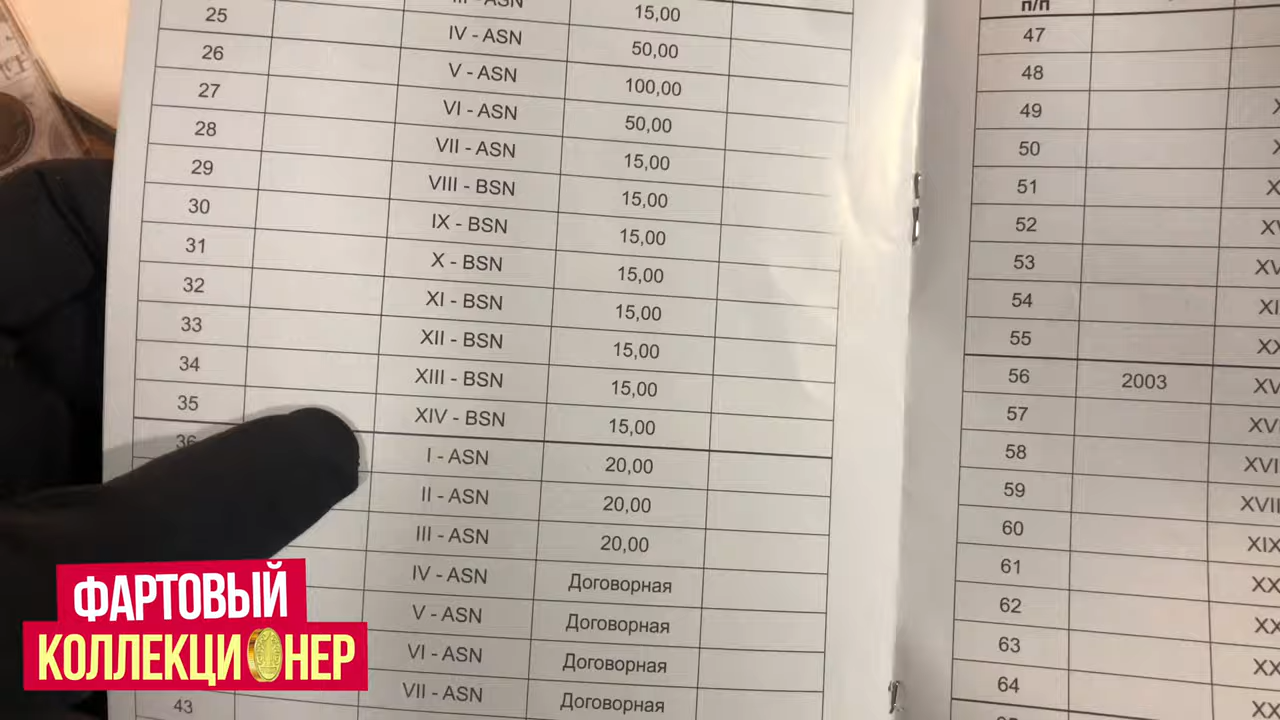 III - ASN 15,00
25 IV - ASN 50,00
26 V - ASN 100,00
27 VI - ASN 50,00
28 VII - ASN 15,00
29 VIII - BSN 15,00
30 IX - BSN 15,00
31 X - BSN 15,00
32 XI - BSN 15,00
33 XII - BSN 15,00
34 XIII - BSN 15,00
35 XIV - BSN 15,00
36 I - ASN 20,00
II - ASN 20,00
III - ASN 20,00
IV - ASN Договорная
V - ASN Договорная
VI - ASN Договорная
VII - ASN Договорная
43
п/п
47
48
49
50
51
52
53
54
55
56 2003
57
58
59
60
61
62
63
64
ФАРТОВЫЙ
КОЛЛЕКЦИОНЕР